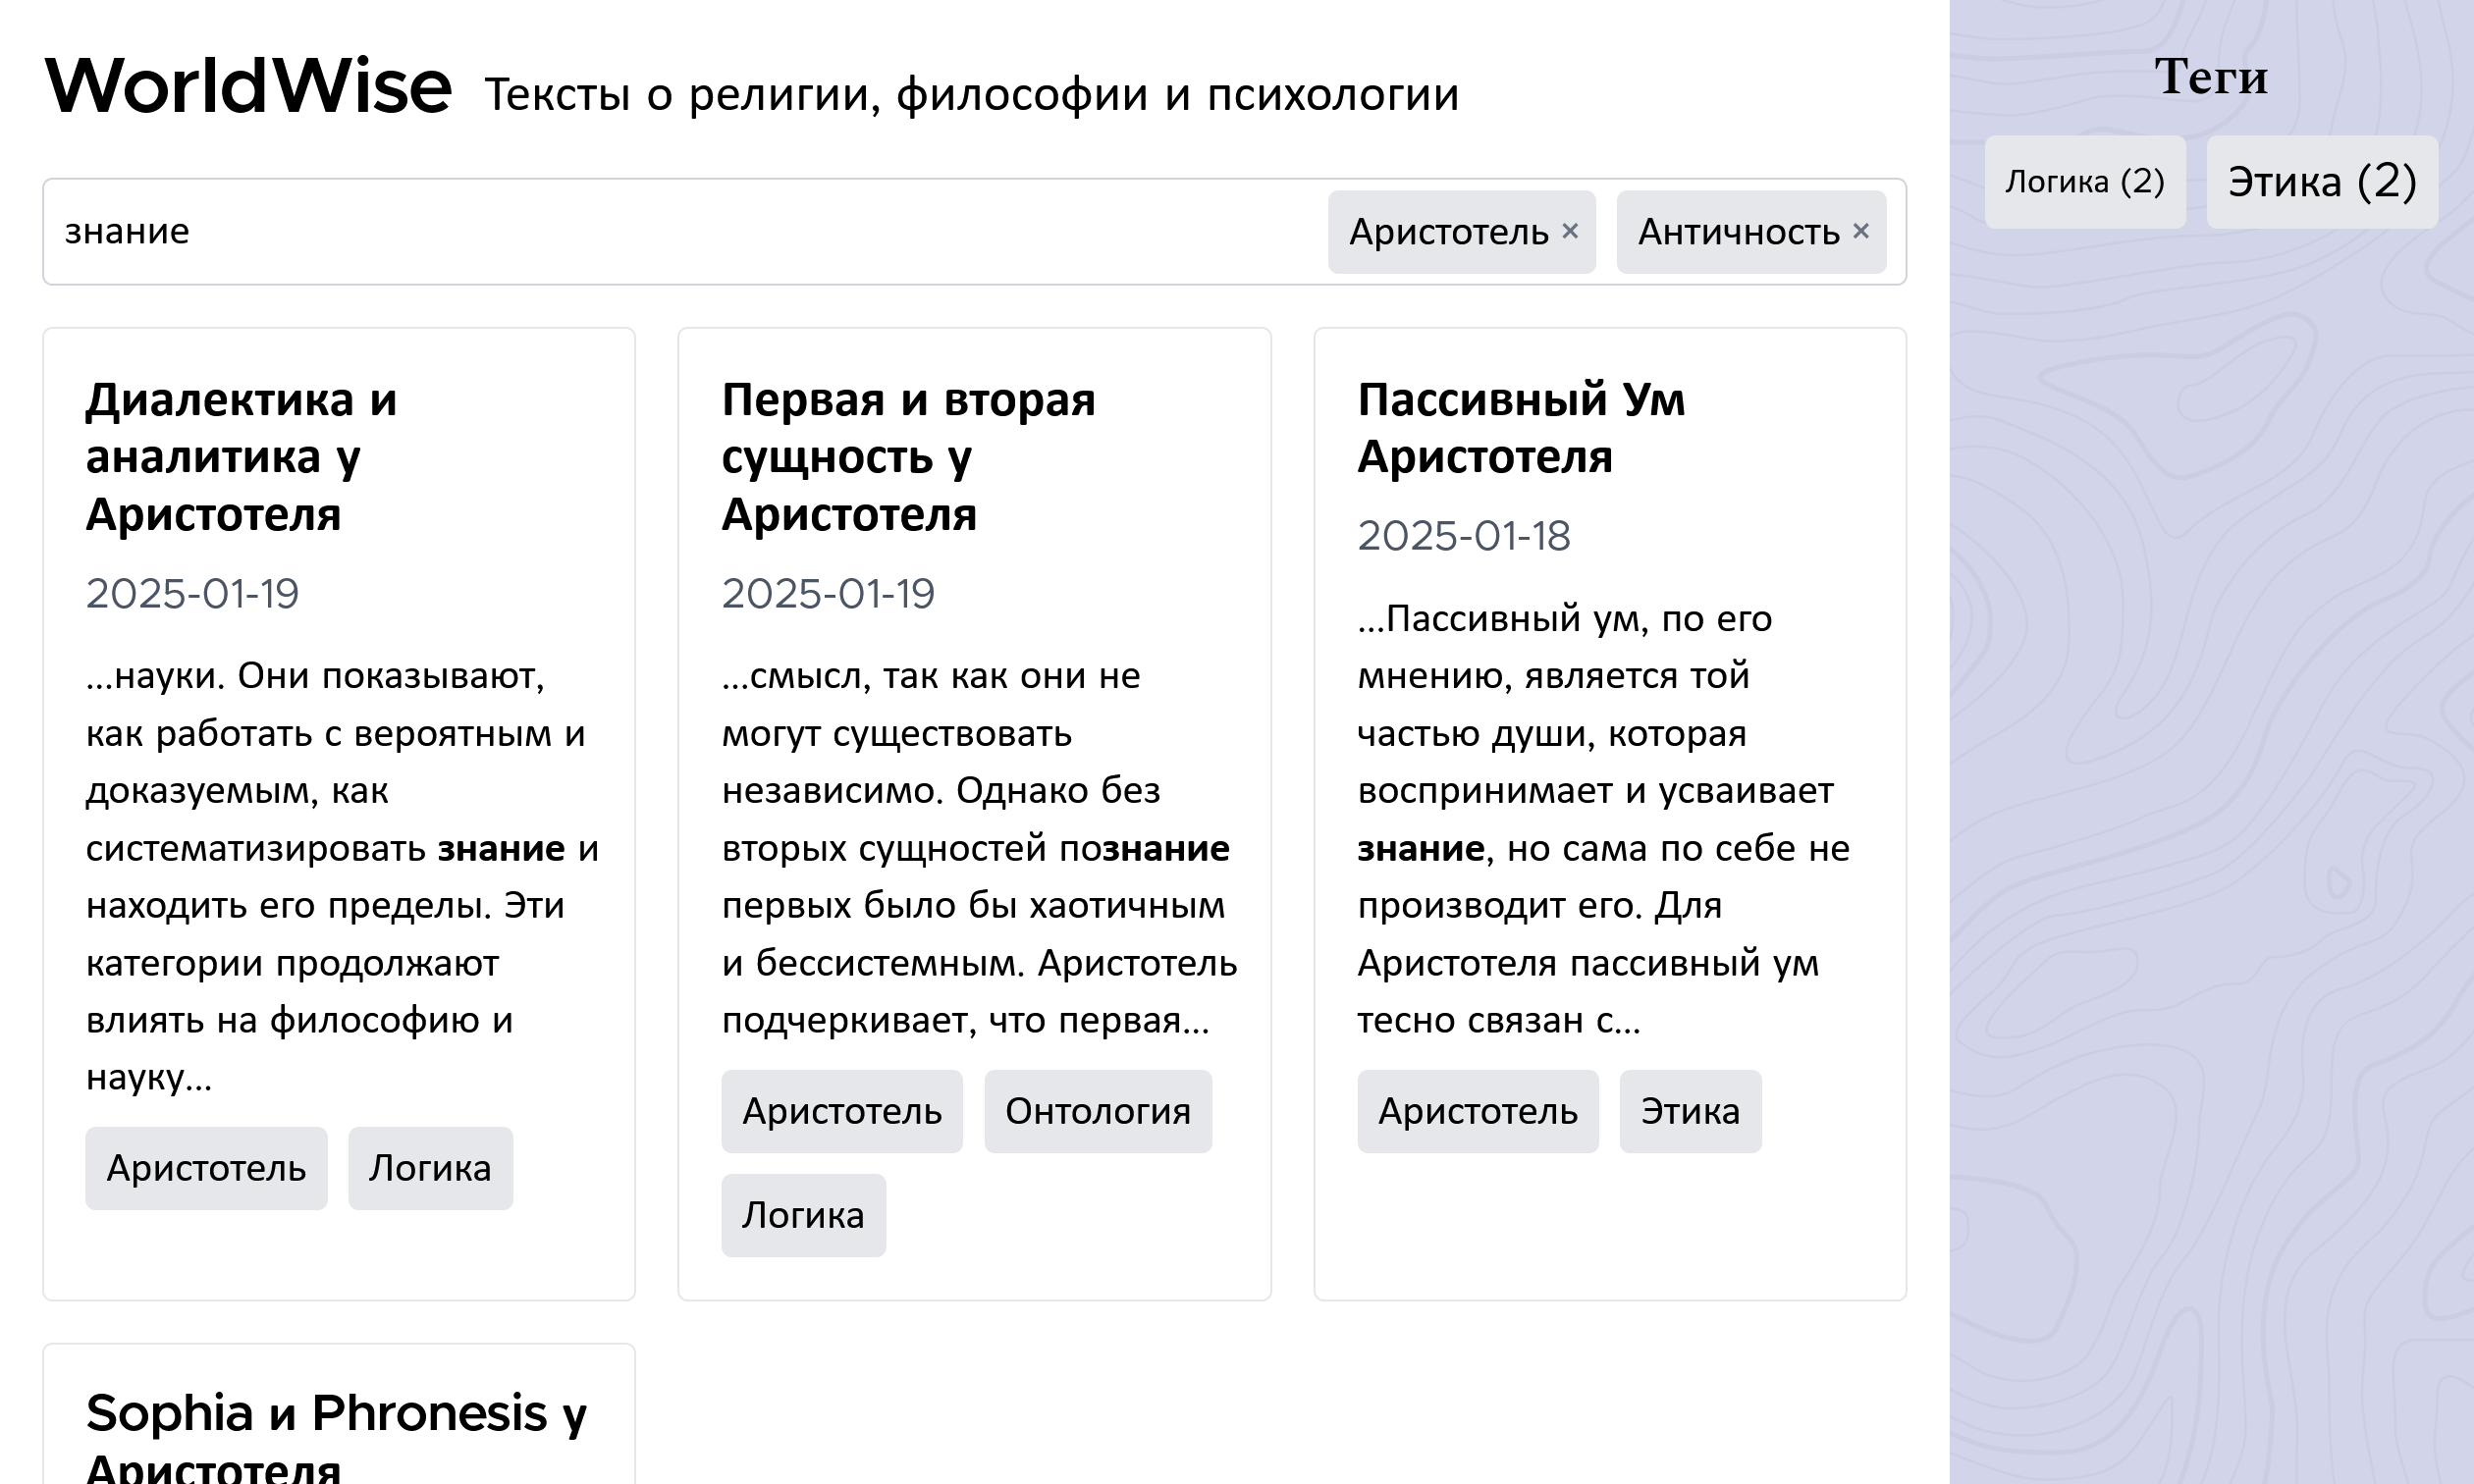 WorldWise Тексты о религии, философии и психологии
знание
Аристотель ×
Античность ×
Диалектика и
аналитика у
Аристотеля
2025-01-19
...науки. Они показывают,
как работать с вероятным и
доказуемым, как
систематизировать знание и
находить его пределы. Эти
категории продолжают
влиять на философию и
науку...
Аристотель
Логика
Первая и вторая
сущность у
Аристотеля
2025-01-19
...смысл, так как они не
могут существовать
независимо. Однако без
вторых сущностей познание
первых было бы хаотичным
и бессистемным. Аристотель
подчеркивает, что первая...
Аристотель
Онтология
Логика
Пассивный Ум
Аристотеля
2025-01-18
...Пассивный ум, по его
мнению, является той
частью души, которая
воспринимает и усваивает
знание, но сама по себе не
производит его. Для
Аристотеля пассивный ум
тесно связан с...
Аристотель
Этика
Sophia и Phronesis у
Аристотеля
Теги
Логика (2)
Этика (2)